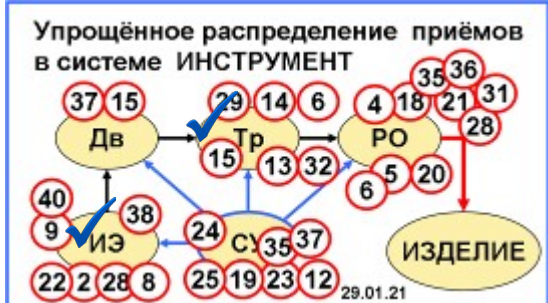 Упрощённое распределение приёмов
в системе ИНСТРУМЕНТ
35 36
37 15 29 14 6 4 18 21 31
28
Дв Тр РО
15 13 32 6 5 20
40
9 38 24 37
ИЭ СУ 35 ИЗДЕЛИЕ
22 2 28 8 25 19 23 12
29.01.21